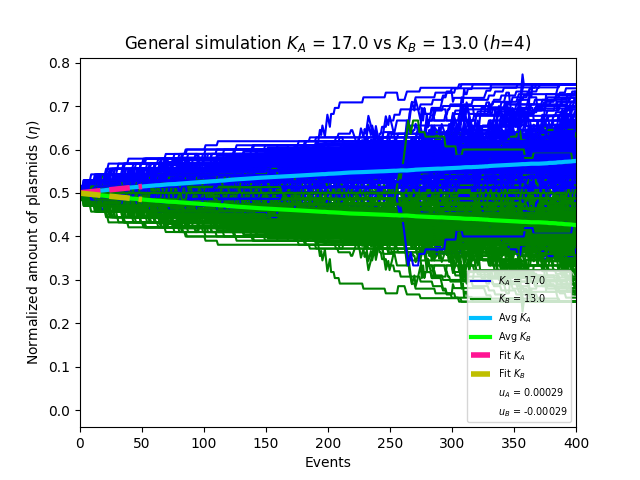 General simulation K_A = 17.0 vs K_B = 13.0 (h=4)
Normalized amount of plasmids (η)
0.8
0.7
0.6
0.5
0.4
0.3
0.2
0.1
0.0
K_A = 17.0
K_B = 13.0
Avg K_A
Avg K_B
Fit K_A
Fit K_B
u_A = 0.00029
u_B = -0.00029
0 50 100 150 200 250 300 350 400
Events